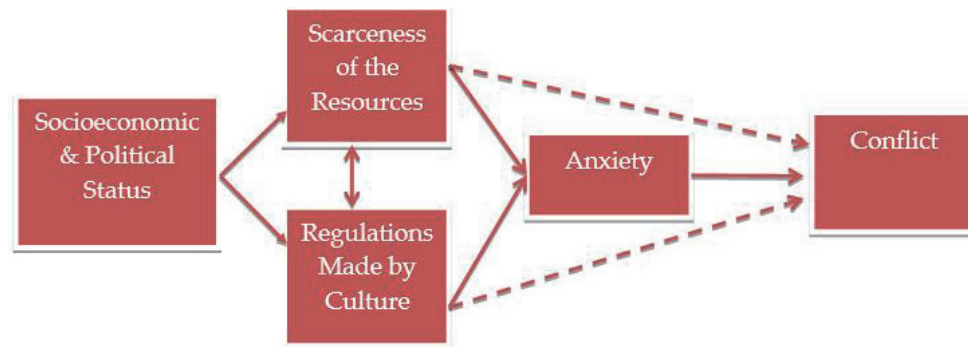 Socioeconomic
& Political
Status
Scarceness
of the
Resources
Regulations
Made by
Culture
Anxiety
Conflict